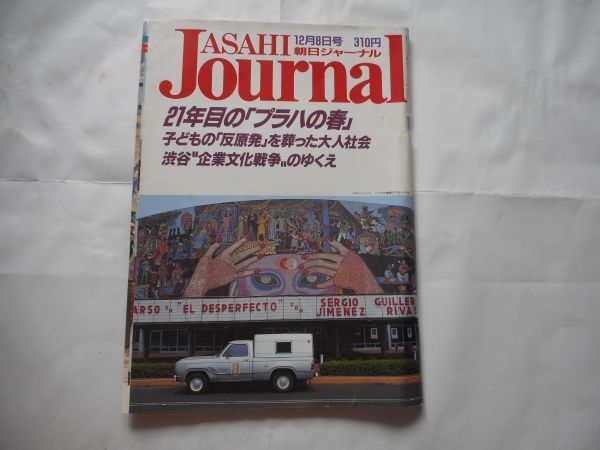 ASAHI
12月8日号 310円
朝日ジャーナル
Journal
21年目の「プラハの春」
子どもの「反原発」を葬った大人社会
渋谷〝企業文化戦争〟のゆくえ
ARSO EN "EL DESPERFECTO" CON SERGIO JIMENEZ GUILLER RIVAS